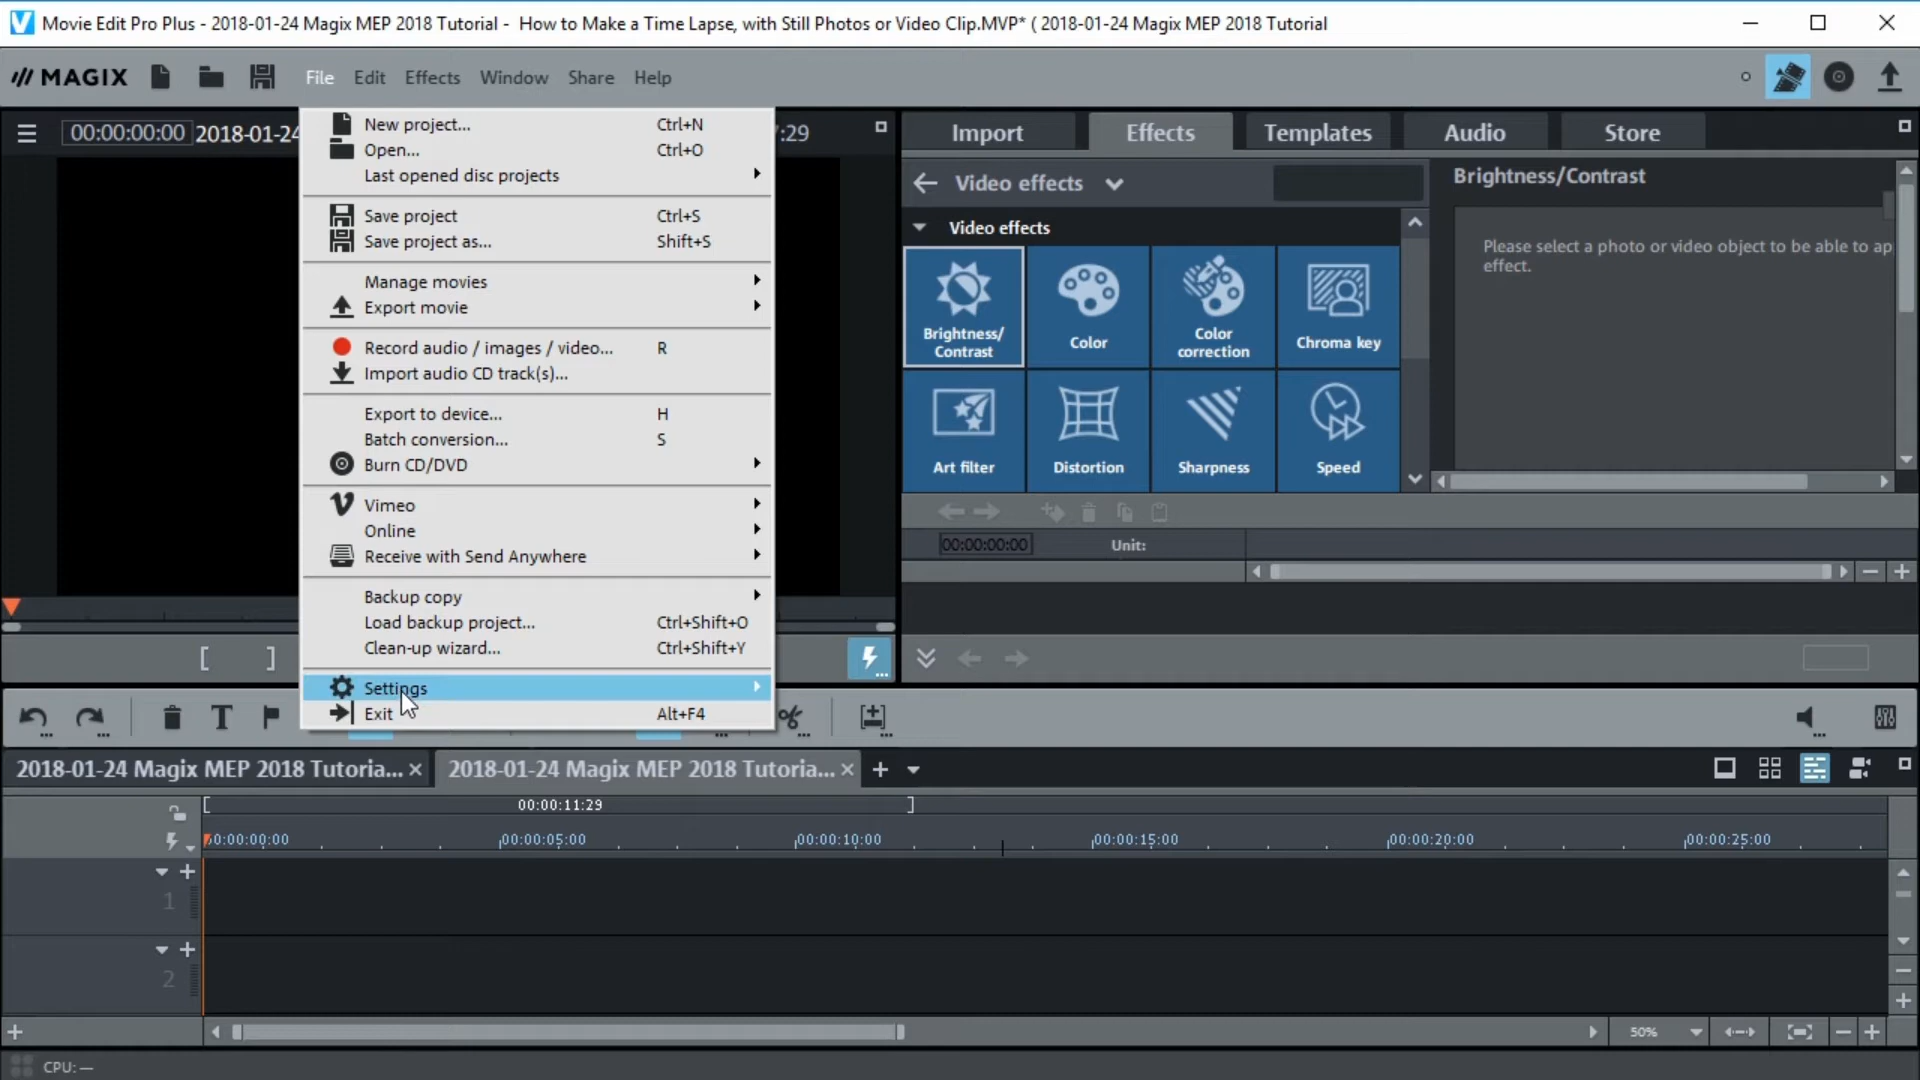 Movie Edit Pro Plus - 2018-01-24 Magix MEP 2018 Tutorial - How to Make a Time Lapse, with Still Photos or Video Clip.MVP* ( 2018-01-24 Magix MEP 2018 Tutorial
MAGIX File Edit Effects Window Share Help
00:00:00:00 2018-01-24 :29
New project... Ctrl+N
Open... Ctrl+O
Last opened disc projects
Save project Ctrl+S
Save project as... Shift+S
Manage movies
Export movie
Record audio / images / video... R
Import audio CD track(s)...
Export to device... H
Batch conversion... S
Burn CD/DVD
Vimeo
Online
Receive with Send Anywhere
Backup copy
Load backup project... Ctrl+Shift+O
Clean-up wizard... Ctrl+Shift+Y
Settings
Exit Alt+F4
Import Effects Templates Audio Store
Video effects
Brightness/Contrast
Video effects
Please select a photo or video object to be able to ap
effect.
Brightness/
Contrast
Color
Color
correction
Chroma key
Art filter Distortion Sharpness Speed
00:00:00:00 Unit:
[ ]
2018-01-24 Magix MEP 2018 Tutoria... 2018-01-24 Magix MEP 2018 Tutoria...
00:00:11:29
00:00:00:00 00:00:05:00 00:00:10:00 00:00:15:00 00:00:20:00 00:00:25:00
1
2
50%
CPU: —